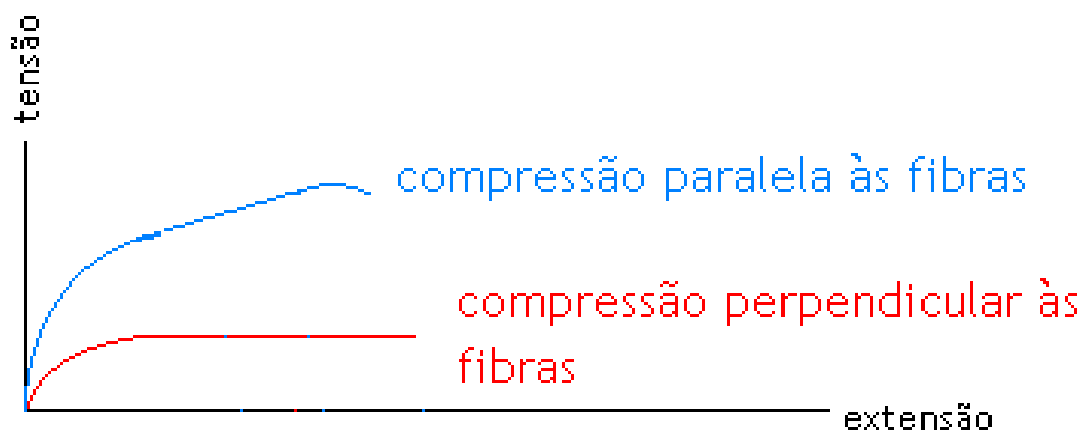 tensão
compressão paralela às fibras
compressão perpendicular às
fibras
extensão